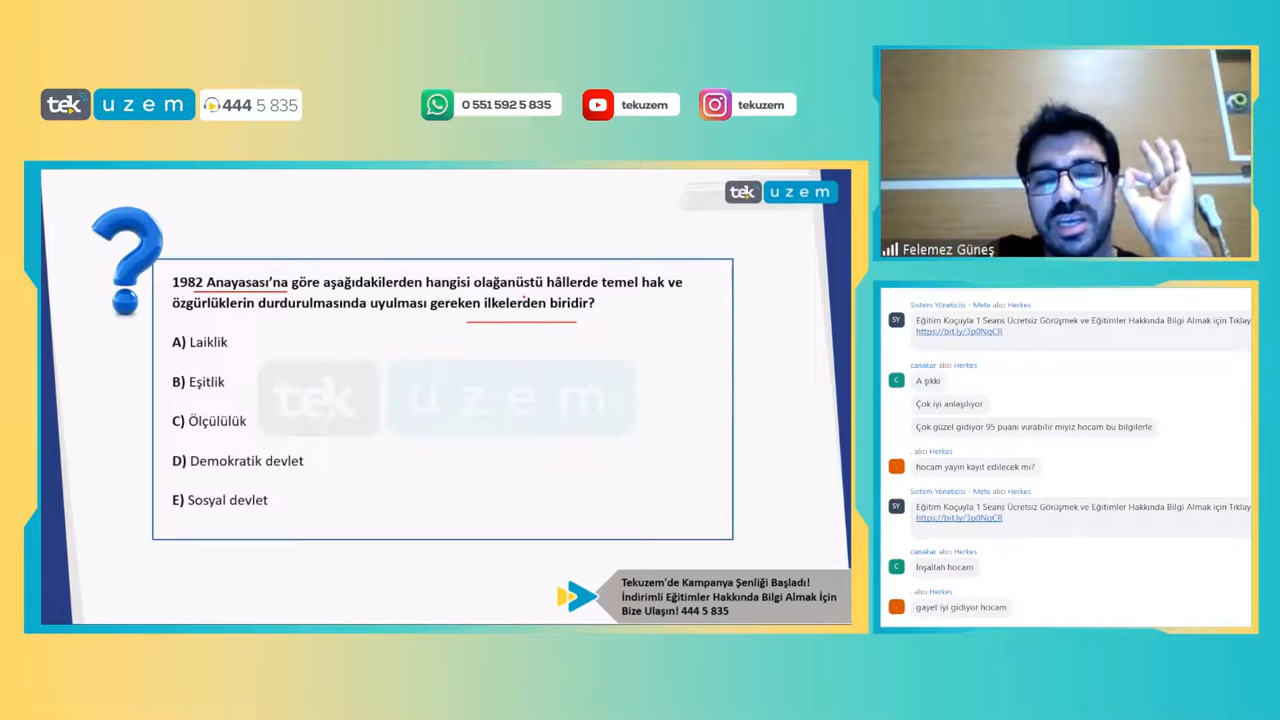 tek uzem 444 5 835
0 551 592 5 835
tekuzem
tekuzem
tek uzem
1982 Anayasası'na göre aşağıdakilerden hangisi olağanüstü hâllerde temel hak ve
özgürlüklerin durdurulmasında uyulması gereken ilkelerden biridir?
A) Laiklik
B) Eşitlik
C) Ölçülülük
D) Demokratik devlet
E) Sosyal devlet
tek uzem
Tekuzem'de Kampanya Şenliği Başladı!
İndirimli Eğitimler Hakkında Bilgi Almak İçin
Bize Ulaşın! 444 5 835
Felemez Güneş
Sistem Yöneticisi - Mete alıcı Herkes
SY
Eğitim Koçuyla 1 Seans Ücretsiz Görüşmek ve Eğitimler Hakkında Bilgi Almak için Tıklay
https://bit.ly/3p0NqCR
canakar alıcı Herkes
C
A şıkkı
Çok iyi anlaşılıyor
Çok güzel gidiyor 95 puanı vurabilir miyiz hocam bu bilgilerle
. alıcı Herkes
.
hocam yayın kayıt edilecek mi?
Sistem Yöneticisi - Mete alıcı Herkes
SY
Eğitim Koçuyla 1 Seans Ücretsiz Görüşmek ve Eğitimler Hakkında Bilgi Almak için Tıklay
https://bit.ly/3p0NqCR
canakar alıcı Herkes
C
İnşallah hocam
. alıcı Herkes
.
gayet iyi gidiyor hocam